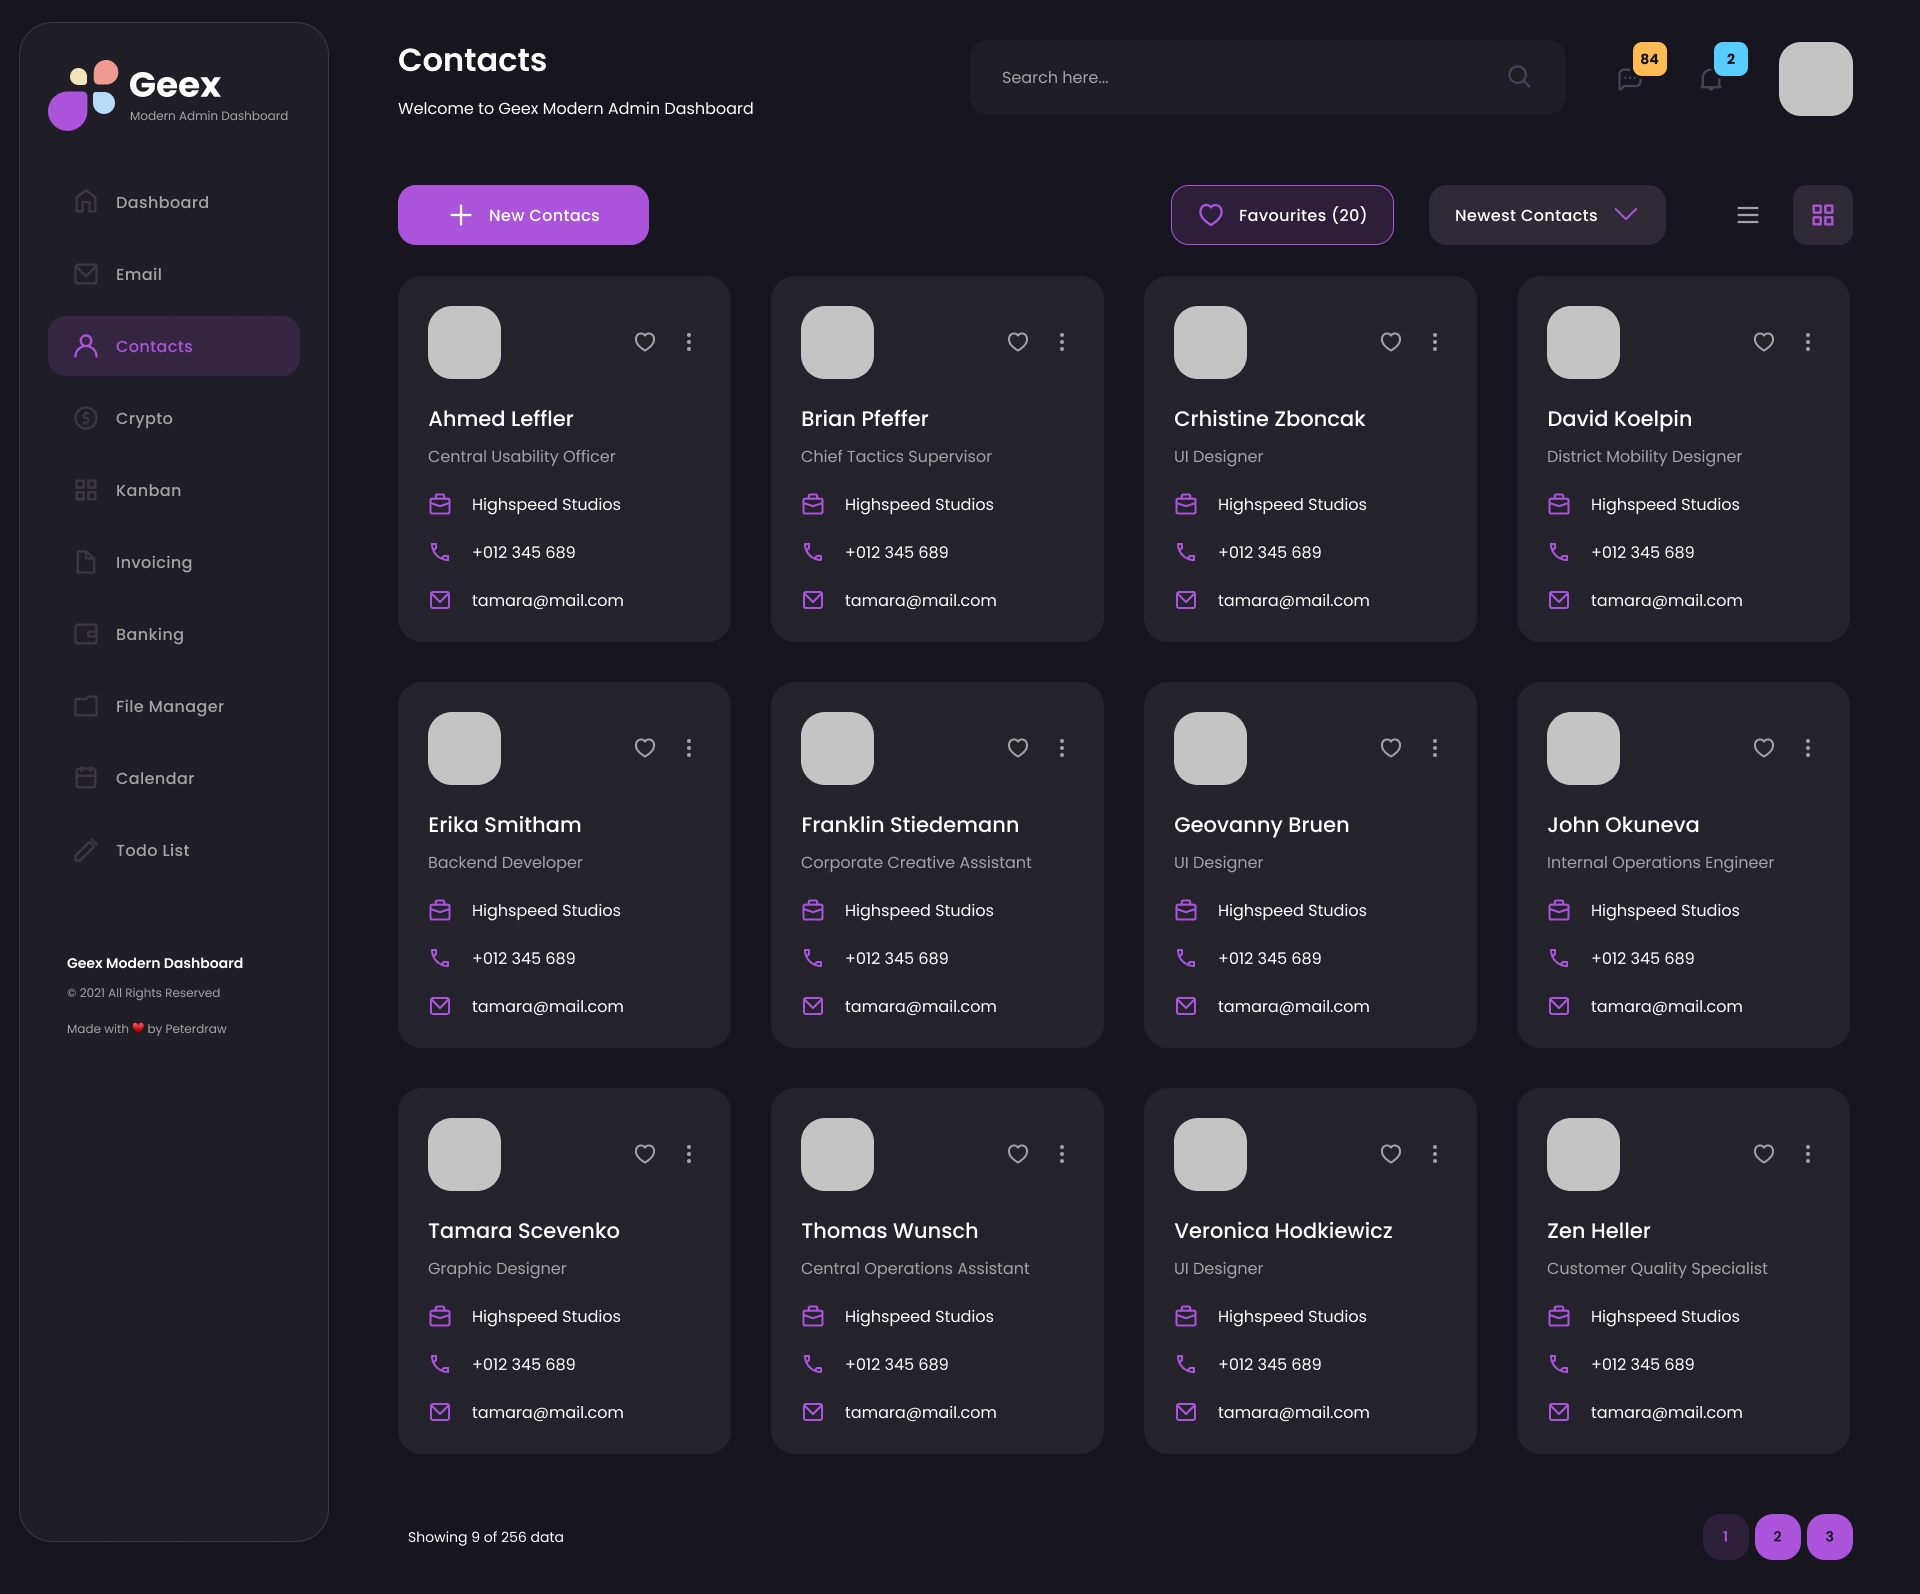 Geex
Modern Admin Dashboard
Dashboard
Email
Contacts
Crypto
Kanban
Invoicing
Banking
File Manager
Calendar
Todo List
Geex Modern Dashboard
© 2021 All Rights Reserved
Made with ❤️ by Peterdraw
Contacts
Welcome to Geex Modern Admin Dashboard
Search here...
84
2
New Contacs
Favourites (20)
Newest Contacts
Ahmed Leffler
Central Usability Officer
Highspeed Studios
+012 345 689
tamara@mail.com
Brian Pfeffer
Chief Tactics Supervisor
Highspeed Studios
+012 345 689
tamara@mail.com
Crhistine Zboncak
UI Designer
Highspeed Studios
+012 345 689
tamara@mail.com
David Koelpin
District Mobility Designer
Highspeed Studios
+012 345 689
tamara@mail.com
Erika Smitham
Backend Developer
Highspeed Studios
+012 345 689
tamara@mail.com
Franklin Stiedemann
Corporate Creative Assistant
Highspeed Studios
+012 345 689
tamara@mail.com
Geovanny Bruen
UI Designer
Highspeed Studios
+012 345 689
tamara@mail.com
John Okuneva
Internal Operations Engineer
Highspeed Studios
+012 345 689
tamara@mail.com
Tamara Scevenko
Graphic Designer
Highspeed Studios
+012 345 689
tamara@mail.com
Thomas Wunsch
Central Operations Assistant
Highspeed Studios
+012 345 689
tamara@mail.com
Veronica Hodkiewicz
UI Designer
Highspeed Studios
+012 345 689
tamara@mail.com
Zen Heller
Customer Quality Specialist
Highspeed Studios
+012 345 689
tamara@mail.com
Showing 9 of 256 data
1
2
3